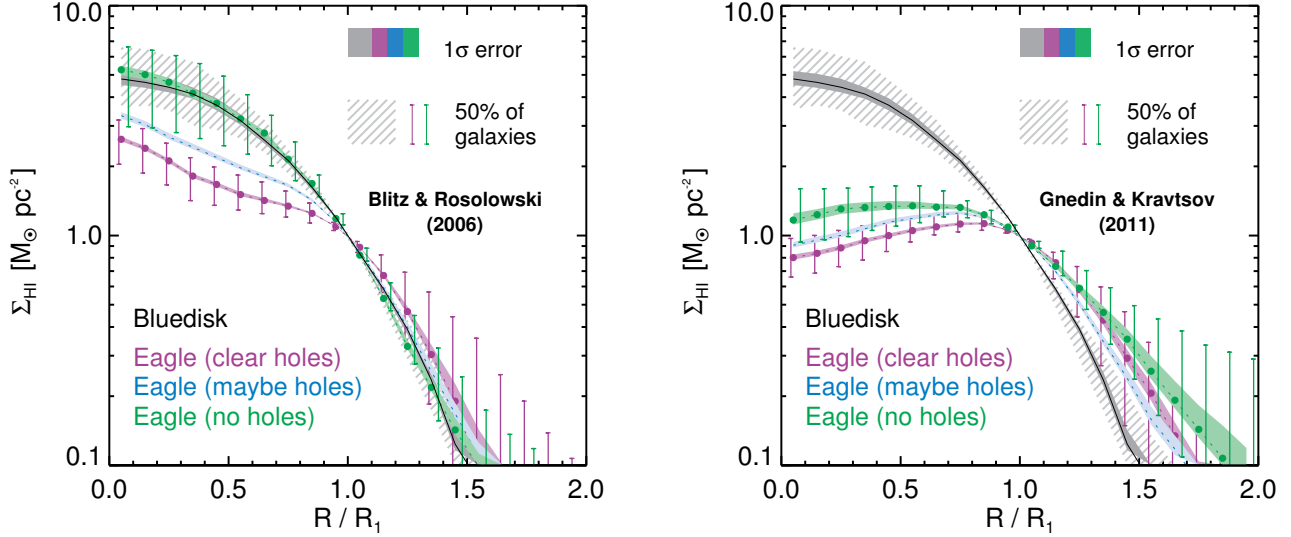 10.0
1.0
0.1
Σ_HI [M_⊙ pc^-2]
1σ error
50% of
galaxies
Blitz & Rosolowski
(2006)
Bluedisk
Eagle (clear holes)
Eagle (maybe holes)
Eagle (no holes)
0.0 0.5 1.0 1.5 2.0
R / R_1
10.0
1.0
0.1
Σ_HI [M_⊙ pc^-2]
1σ error
50% of
galaxies
Gnedin & Kravtsov
(2011)
Bluedisk
Eagle (clear holes)
Eagle (maybe holes)
Eagle (no holes)
0.0 0.5 1.0 1.5 2.0
R / R_1